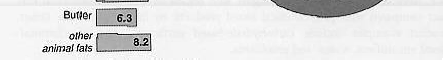 Butter 6.3
other
animal fats 8.2